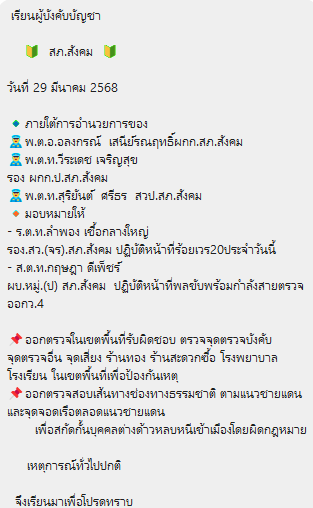 เรียนผู้บังคับบัญชา
🔰 สภ.สังคม 🔰
วันที่ 29 มีนาคม 2568
🔹ภายใต้การอำนวยการของ
👮พ.ต.อ.อลงกรณ์ เสนีย์รัณฤทธิ์ผกก.สภ.สังคม
👮พ.ต.ท.วีระเดช เจริญสุข
รอง ผกก.ป.สภ.สังคม
👮พ.ต.ท.สุริยันต์ ศรีธร สวป.สภ.สังคม
🔸มอบหมายให้
- ร.ต.ท.ลำพอง เชื้อกลางใหญ่
รอง.สว.(จร).สภ.สังคม ปฏิบัติหน้าที่ร้อยเวร20ประจำวันนี้
- ส.ต.ท.กฤษฎา ดีเพ็ชร์
ผบ.หมู่.(ป) สภ.สังคม ปฏิบัติหน้าที่พลขับพร้อมกำลังสายตรวจ
ออกว.4
📌ออกตรวจในเขตพื้นที่รับผิดชอบ ตรวจจุดตรวจบังคับ
จุดตรวจอื่น จุดเสี่ยง ร้านทอง ร้านสะดวกซื้อ โรงพยาบาล
โรงเรียน ในเขตพื้นที่เพื่อป้องกันเหตุ
📌ออกตรวจสอบเส้นทางช่องทางธรรมชาติ ตามแนวชายแดน
และจุดจอดเรือตลอดแนวชายแดน
เพื่อสกัดกั้นบุคคลต่างด้าวหลบหนีเข้าเมืองโดยผิดกฎหมาย
เหตุการณ์ทั่วไปปกติ
จึงเรียนมาเพื่อโปรดทราบ